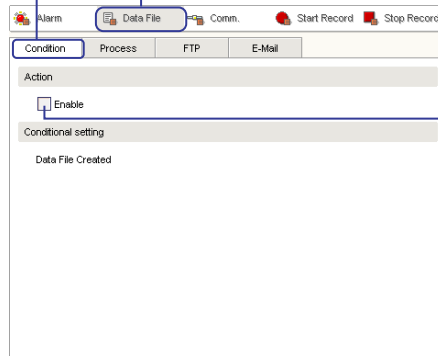 Alarm Data File Comm. Start Record Stop Record
Condition Process FTP E-Mail
Action
Enable
Conditional setting
Data File Created